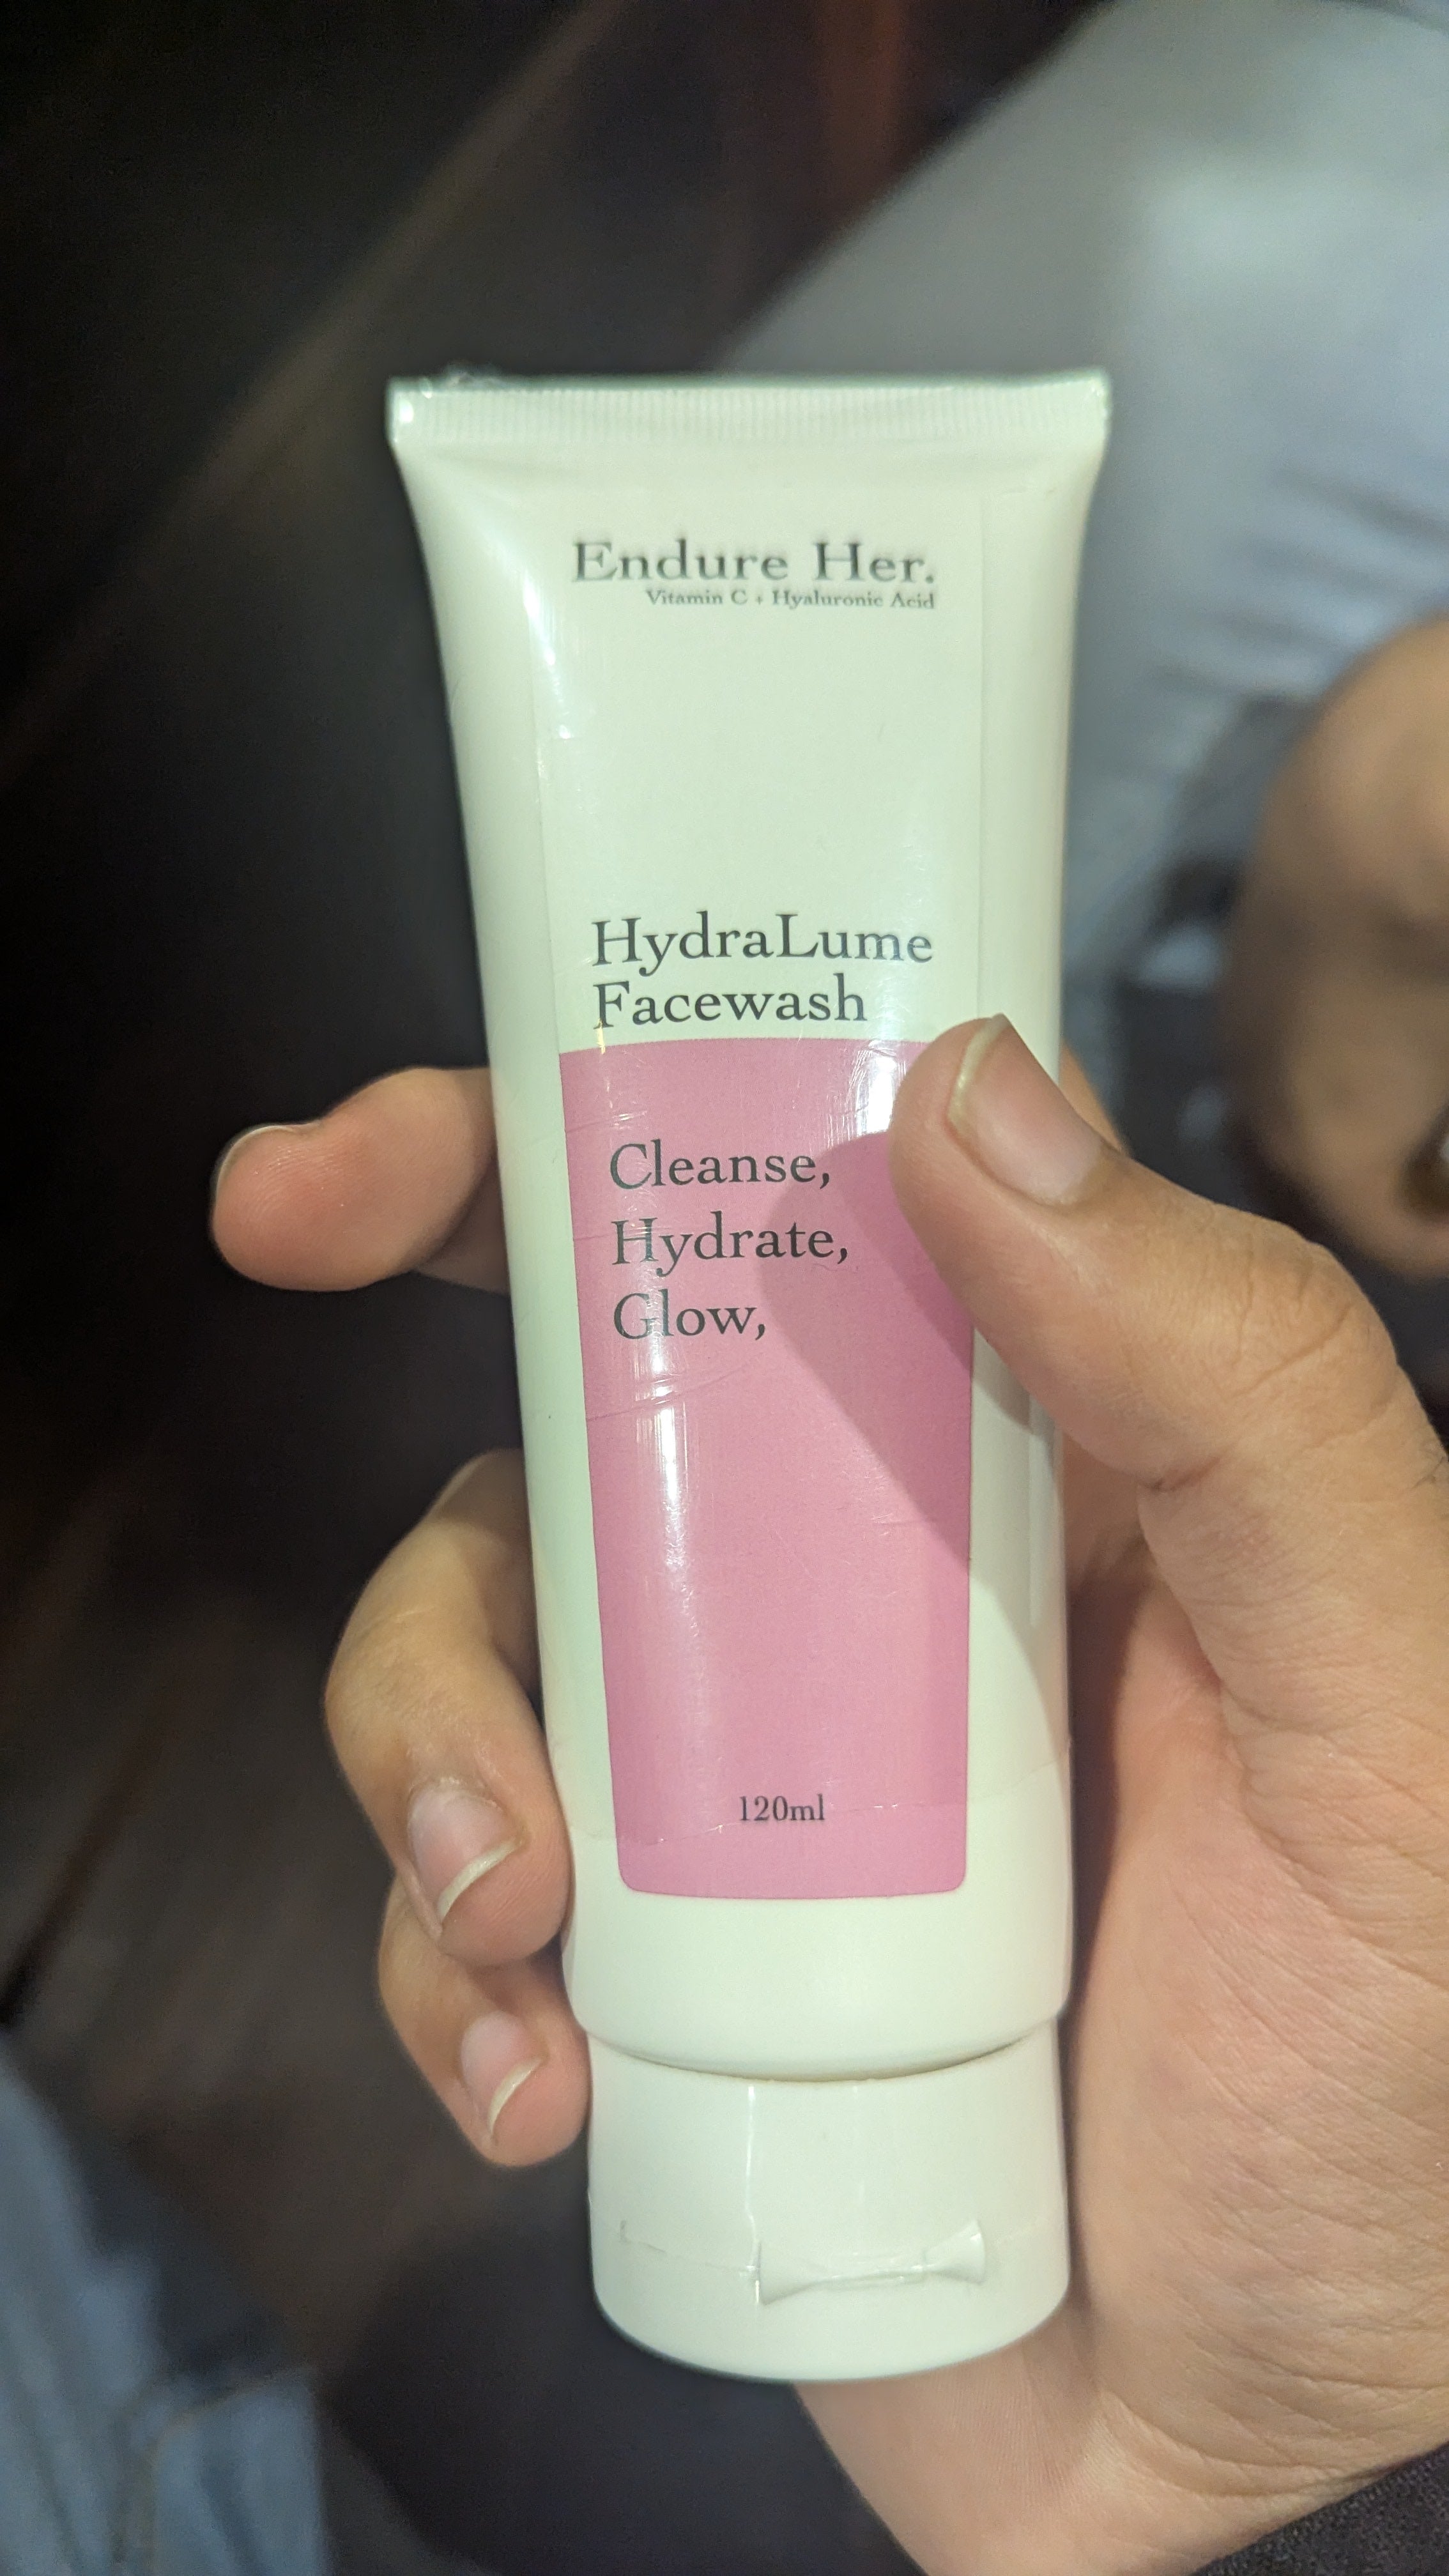 Endure Her.
Vitamin C + Hyaluronic Acid
HydraLume
Facewash
Cleanse,
Hydrate,
Glow,
120ml